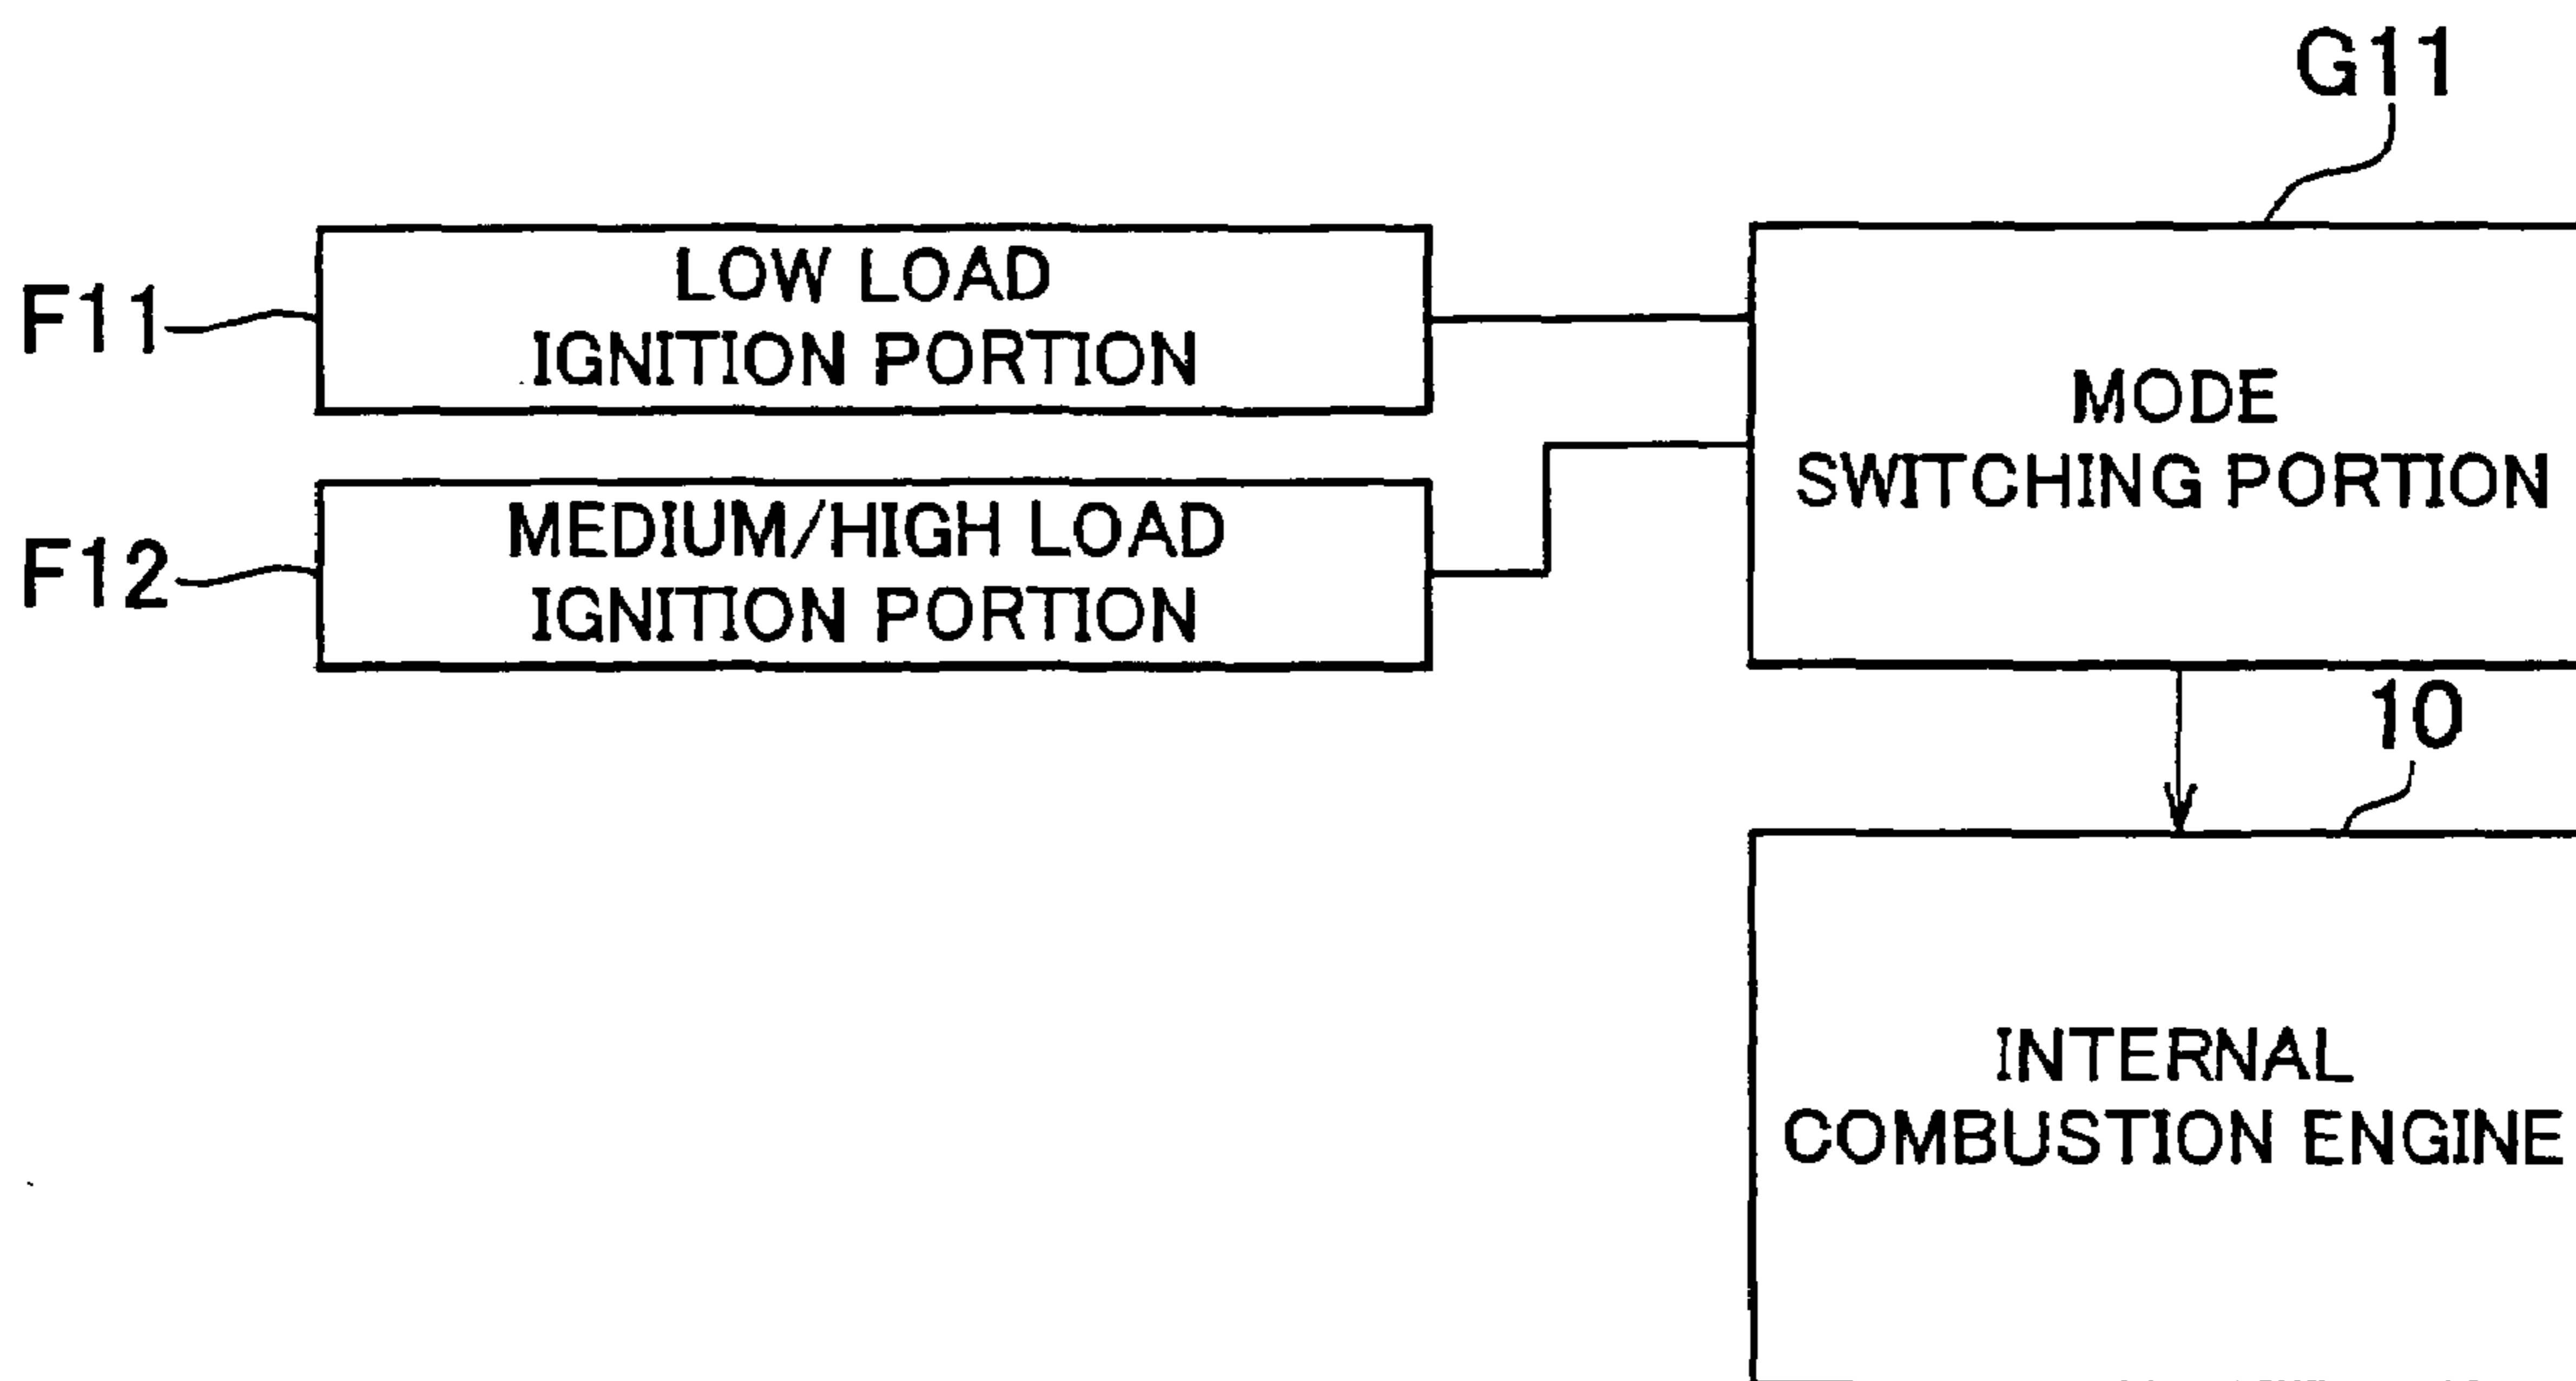 G11
F11
LOW LOAD
IGNITION PORTION
MODE
SWITCHING PORTION
F12
MEDIUM/HIGH LOAD
IGNITION PORTION
10
INTERNAL
COMBUSTION ENGINE